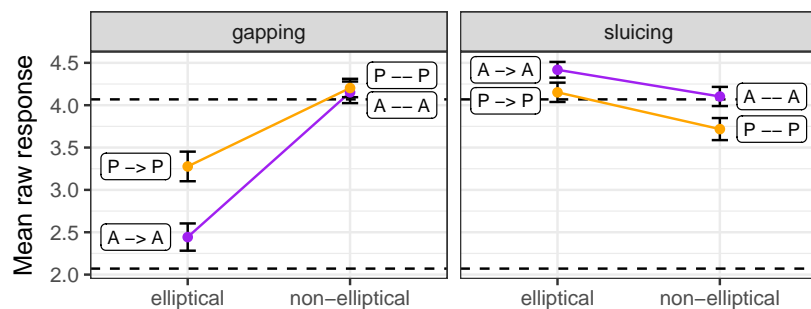 gapping
sluicing
Mean raw response
4.5
4.0
3.5
3.0
2.5
2.0
P −> P
A −> A
P −− P
A −− A
A −> A
P −> P
A −− A
P −− P
elliptical
non−elliptical
elliptical
non−elliptical